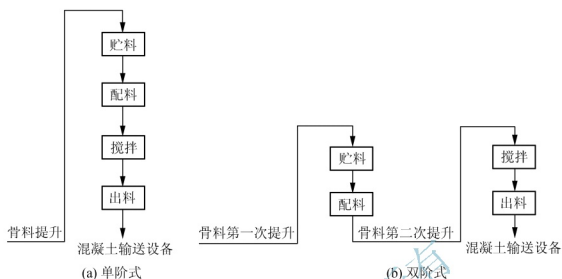 贮料
配料
搅拌
出料
骨料提升
混凝土输送设备
(a) 单阶式
贮料
配料
骨料第一次提升
骨料第二次提升
搅拌
出料
混凝土输送设备
(b) 双阶式